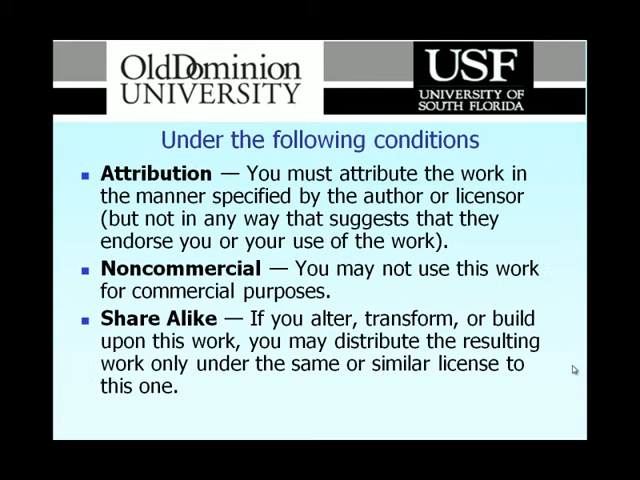 OldDominion
UNIVERSITY
USF
UNIVERSITY OF
SOUTH FLORIDA
Under the following conditions
Attribution — You must attribute the work in
the manner specified by the author or licensor
(but not in any way that suggests that they
endorse you or your use of the work).
Noncommercial — You may not use this work
for commercial purposes.
Share Alike — If you alter, transform, or build
upon this work, you may distribute the resulting
work only under the same or similar license to
this one.